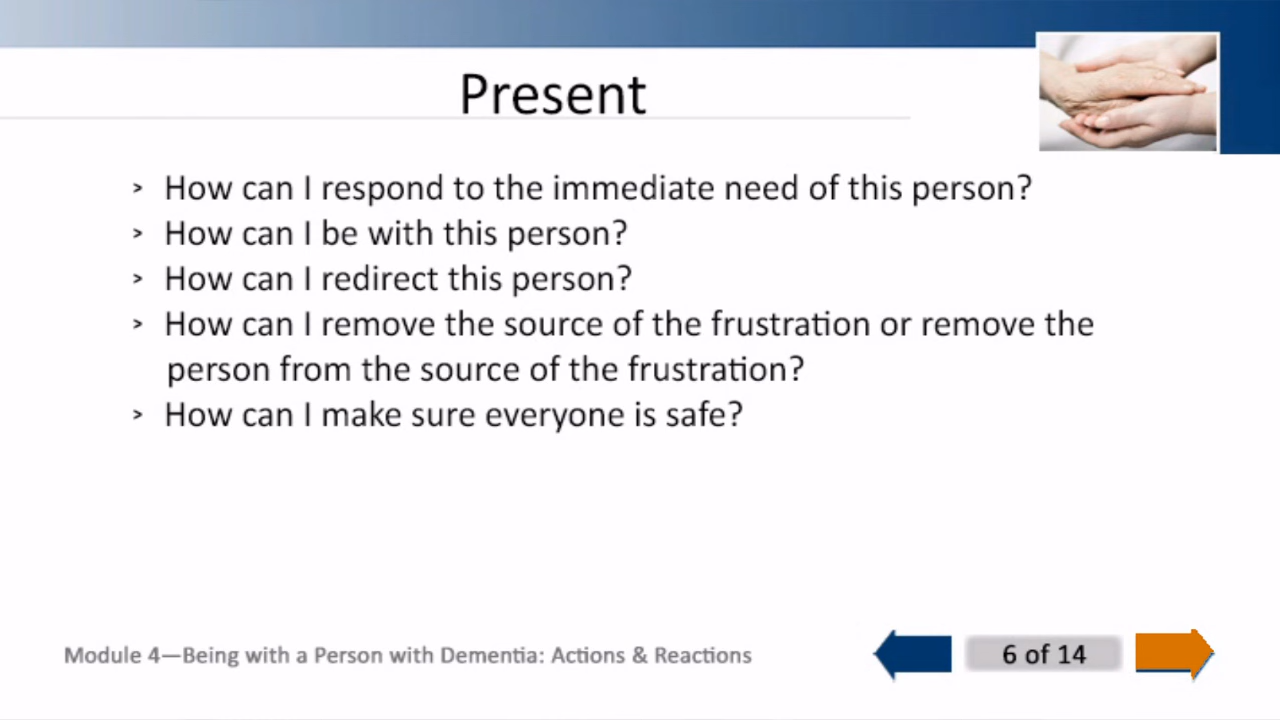 Present
> How can I respond to the immediate need of this person?
> How can I be with this person?
> How can I redirect this person?
> How can I remove the source of the frustration or remove the
person from the source of the frustration?
> How can I make sure everyone is safe?
Module 4—Being with a Person with Dementia: Actions & Reactions
6 of 14